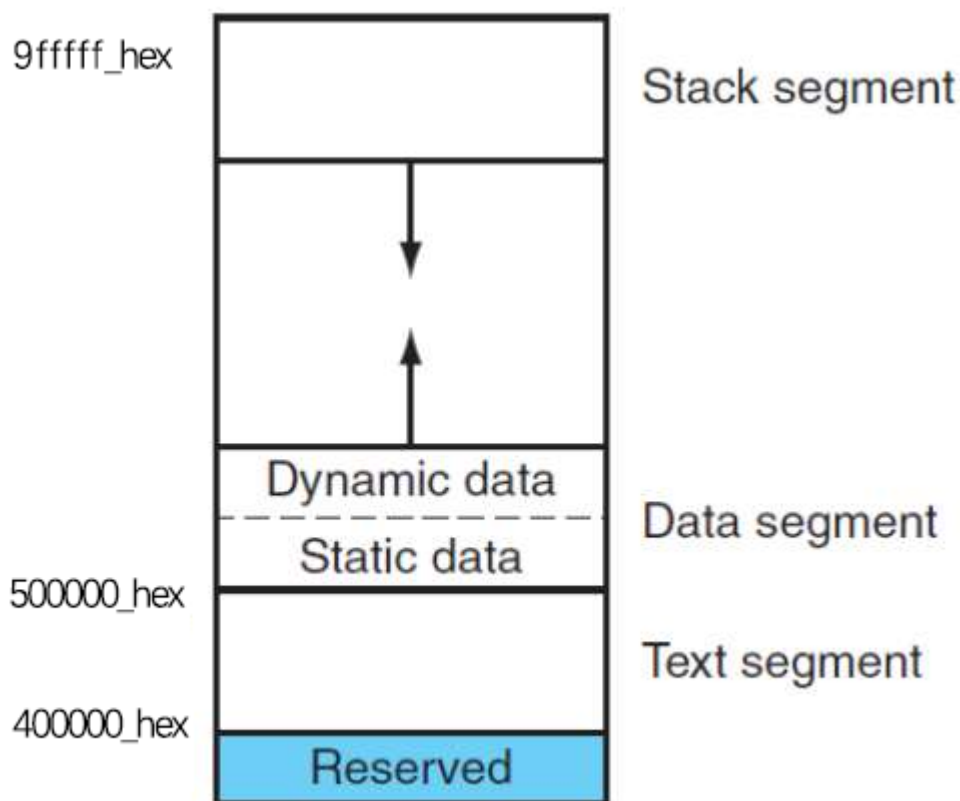 9fffff_hex
Stack segment
Dynamic data
Data segment
Static data
500000_hex
Text segment
400000_hex
Reserved